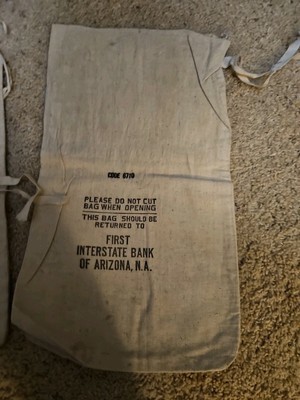 CODE 6719
PLEASE DO NOT CUT
BAG WHEN OPENING
THIS BAG SHOULD BE
RETURNED TO
FIRST
INTERSTATE BANK
OF ARIZONA, N.A.